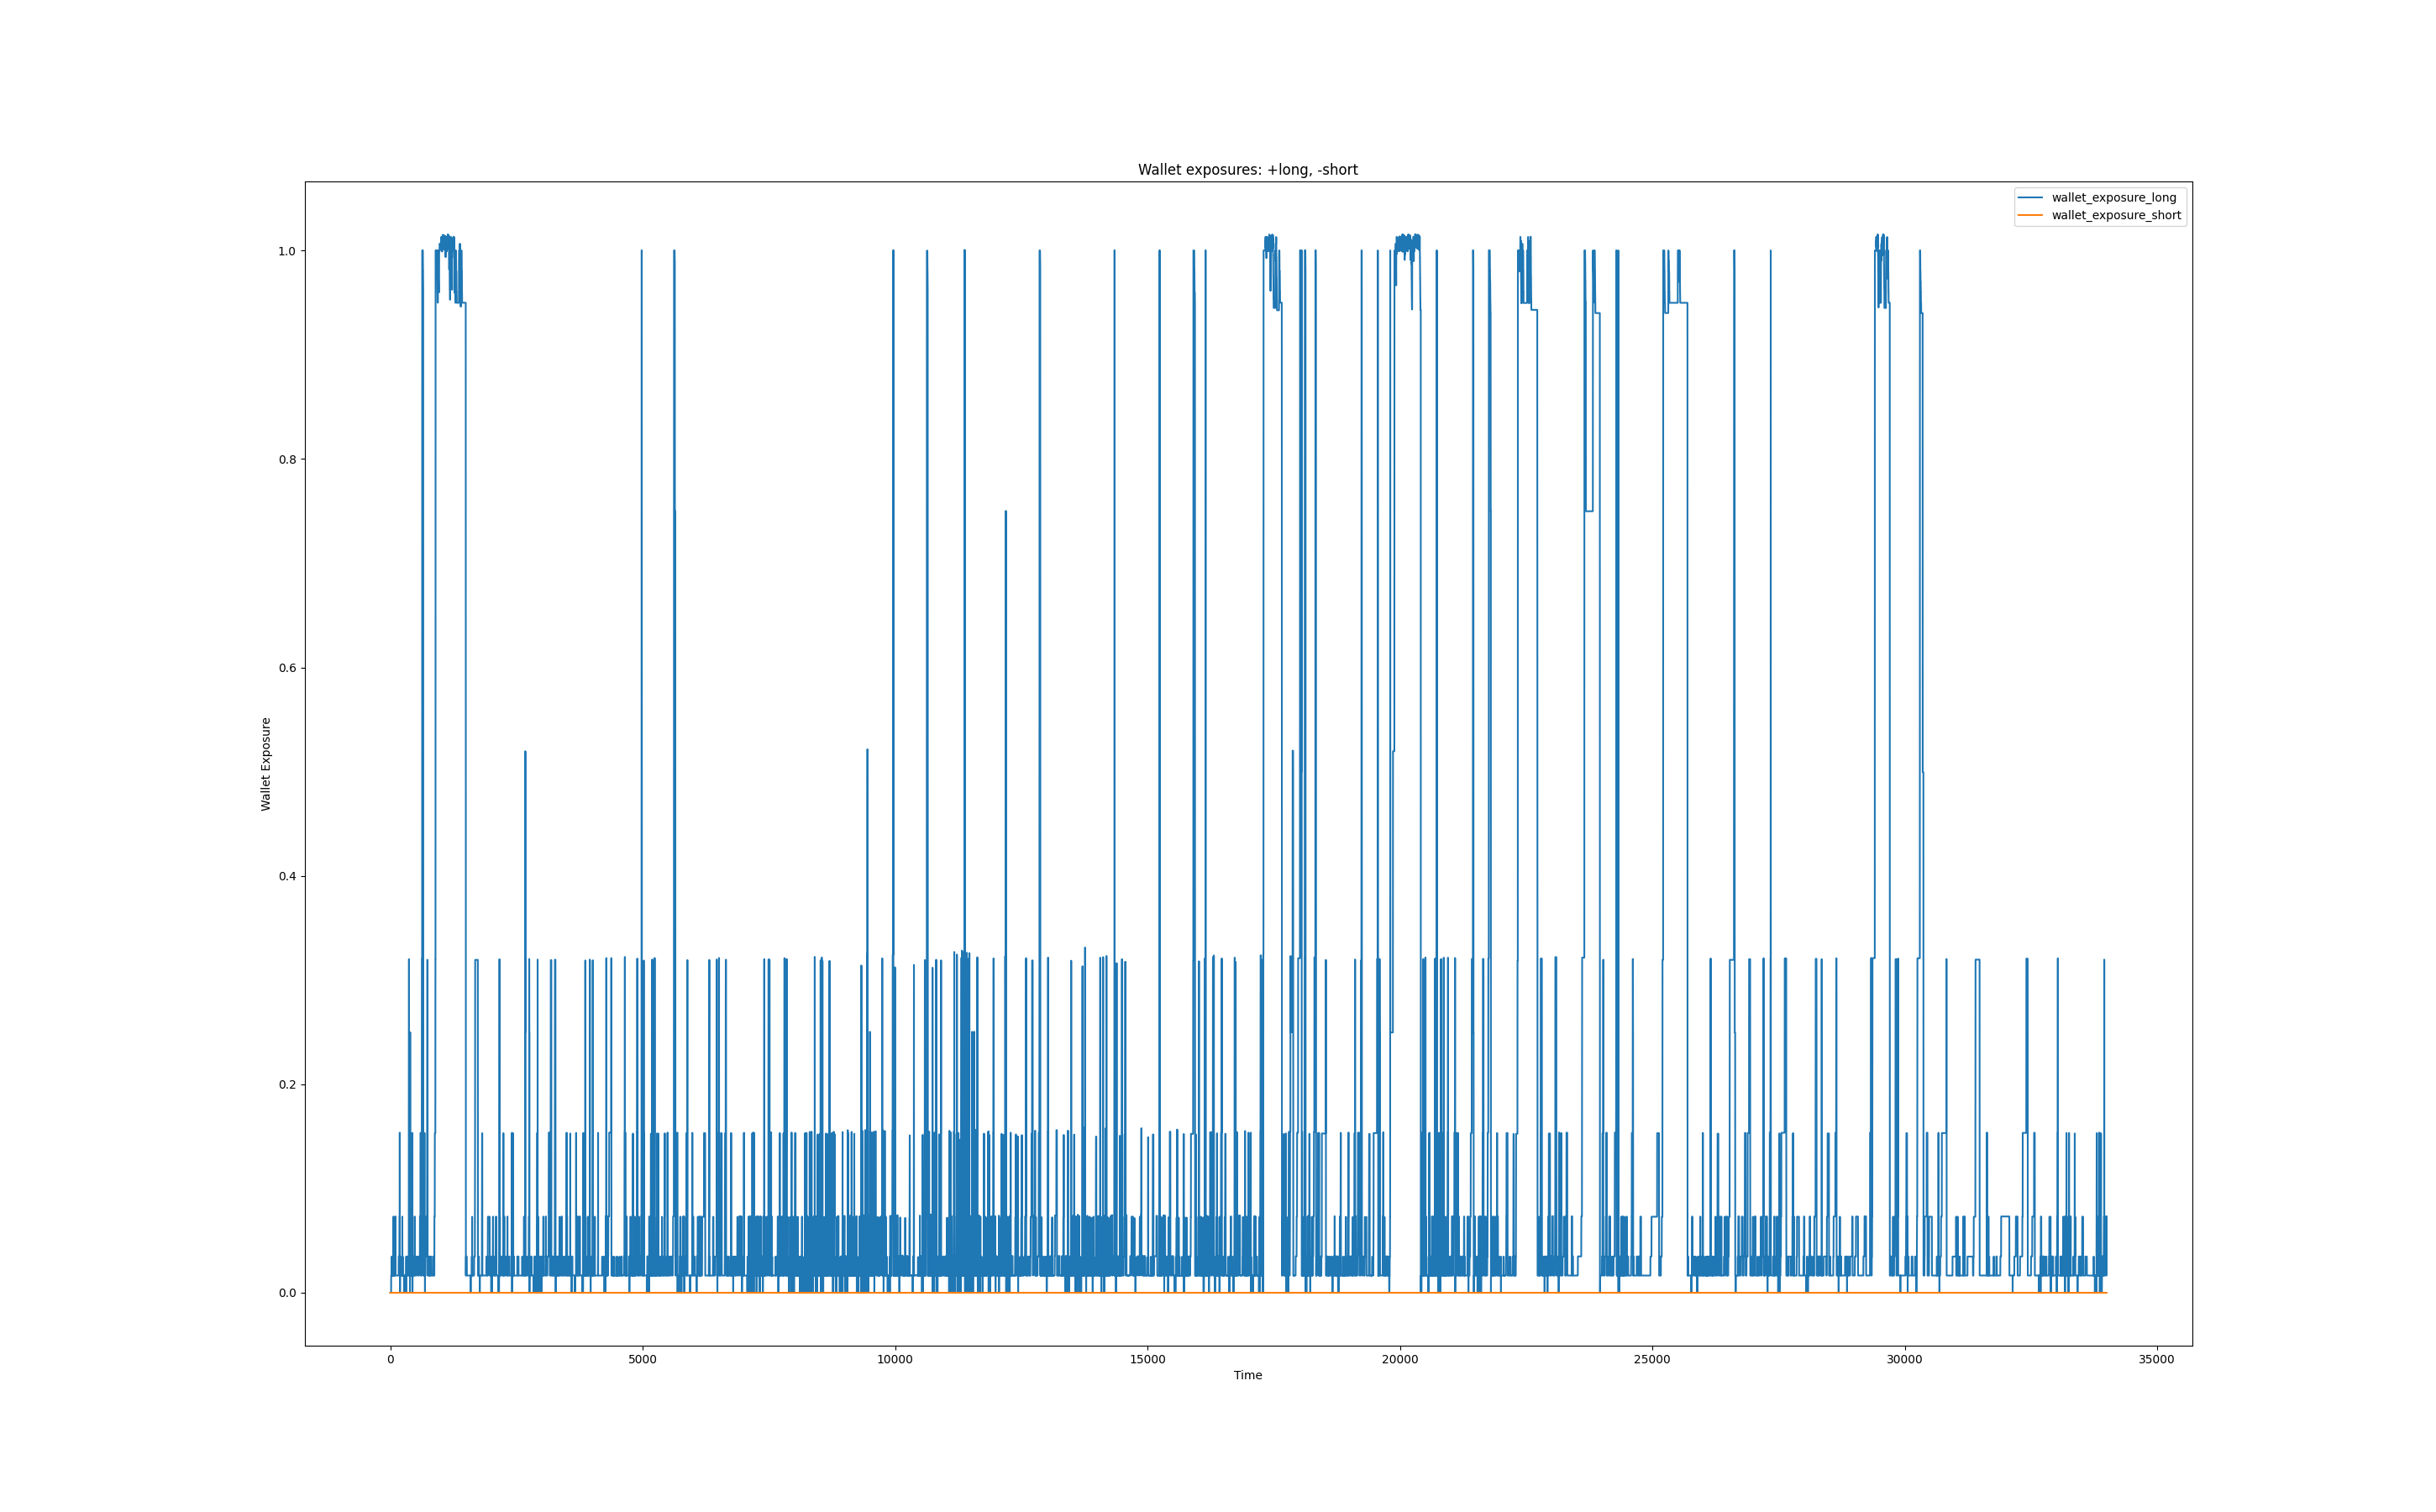 Wallet exposures: +long, -short
wallet_exposure_long
wallet_exposure_short
1.0
0.8
0.6
0.4
0.2
0.0
Wallet Exposure
0 5000 10000 15000 20000 25000 30000 35000
Time